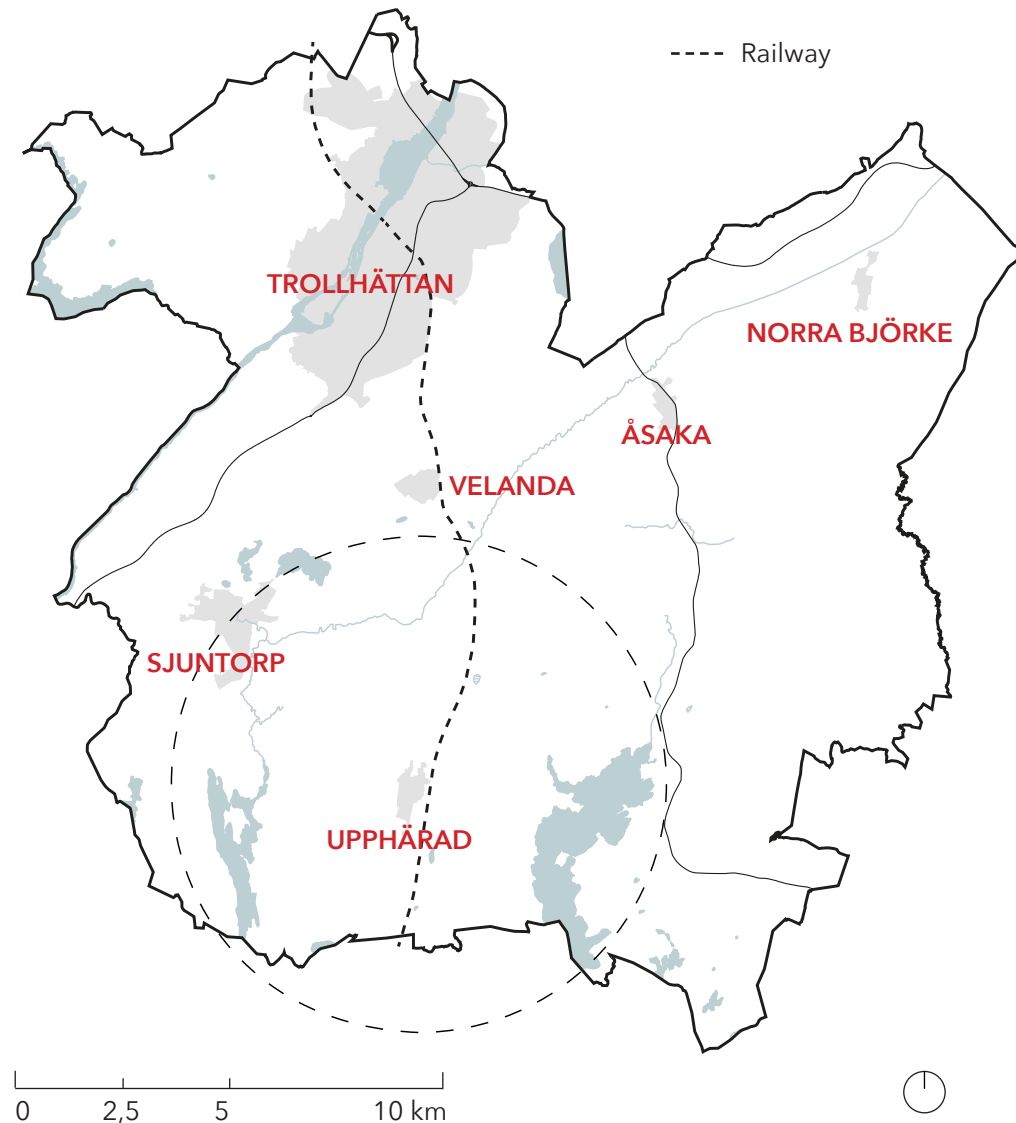 Railway
TROLLHÄTTAN
NORRA BJÖRKE
ÅSAKA
VELANDA
SJUNTORP
UPPHÄRAD
0 2,5 5 10 km